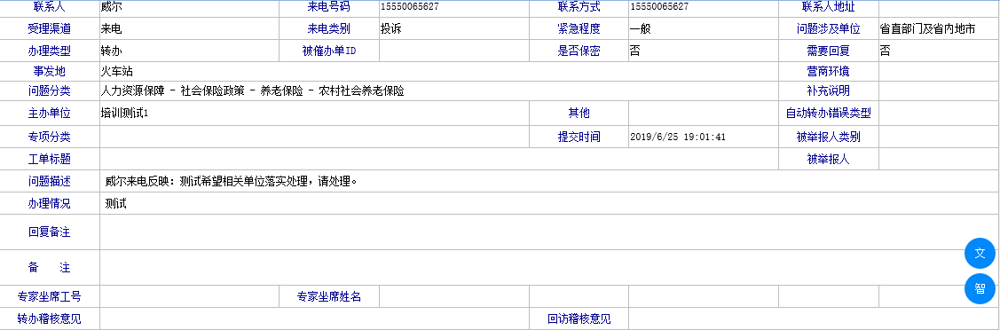 联系人 威尔 来电号码 15550065627 联系方式 15550065627 联系人地址
受理渠道 来电 来电类别 投诉 紧急程度 一般 问题涉及单位 省直部门及省内地市
办理类型 转办 被催办单ID 是否保密 否 需要回复 否
事发地 火车站 营商环境
问题分类 人力资源保障 - 社会保险政策 - 养老保险 - 农村社会养老保险 补充说明
主办单位 培训测试1 其他 自动转办错误类型
专项分类 提交时间 2019/6/25 19:01:41 被举报人类别
工单标题 被举报人
问题描述 威尔来电反映：测试希望相关单位落实处理，请处理。
办理情况 测试
回复备注
备 注
文
智
专家坐席工号 专家坐席姓名
转办稽核意见 回访稽核意见